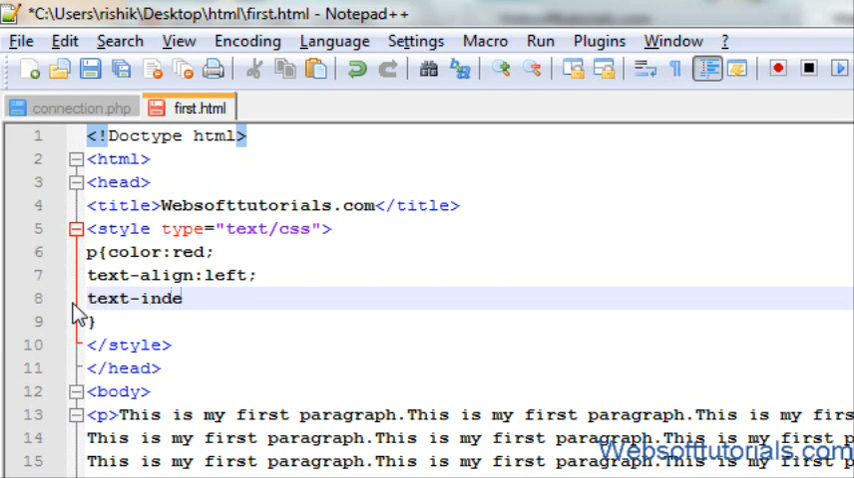 *C:\Users\rishik\Desktop\html\first.html - Notepad++
File Edit Search View Encoding Language Settings Macro Run Plugins Window ?
connection.php first.html
1 <!Doctype html>
2 <html>
3 <head>
4 <title>Websofttutorials.com</title>
5 <style type="text/css">
6 p{color:red;
7 text-align:left;
8 text-inde
9 }
10 </style>
11 </head>
12 <body>
13 <p>This is my first paragraph.This is my first paragraph.This is my firs
14 This is my first paragraph.This is my first paragraph.This is my first p
15 This is my first paragraph.This is my first paragraph.This is my first p
Websofttutorials.com